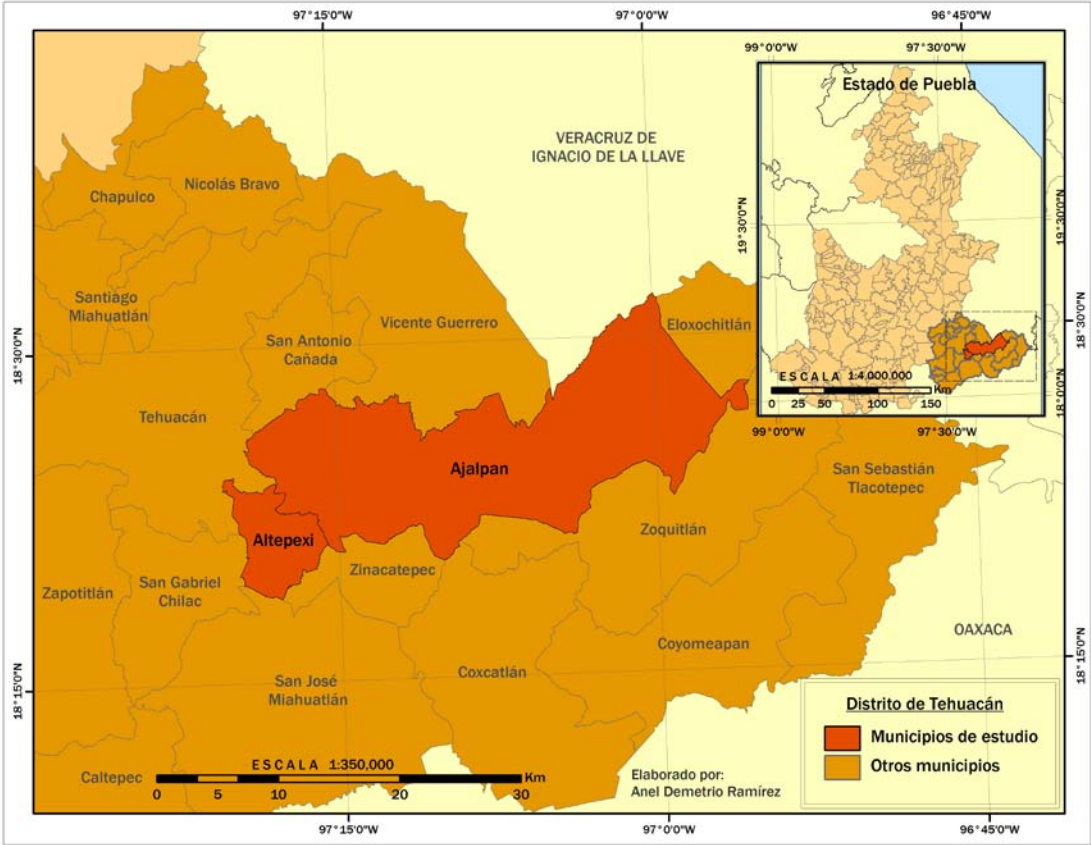 97°15'0"W
97°0'0"W
96°45'0"W
99°0'0"W
97°30'0"W
Estado de Puebla
VERACRUZ DE
IGNACIO DE LA LLAVE
Nicolás Bravo
Chapulco
19°30'0"N
19°30'0"N
Santiago
Miahuatlán
Vicente Guerrero
Eloxochitlán
San Antonio
Cañada
18°30'0"N
18°30'0"N
ESCALA 1:4,000,000
Km
0 25 50 100 150
18°0'0"N
99°0'0"W
97°30'0"W
Tehuacán
Ajalpan
San Sebastián
Tlacotepec
Altepexi
Zoquitlán
Zinacatepec
San Gabriel
Chilac
Zapotitlán
OAXACA
Coyomeapan
Coxcatlán
18°15'0"N
18°15'0"N
San José
Miahuatlán
Distrito de Tehuacán
Municipios de estudio
Otros municipios
ESCALA 1:350,000
Km
0 5 10 20 30
Caltepec
Elaborado por:
Anel Demetrio Ramírez
97°15'0"W
97°0'0"W
96°45'0"W